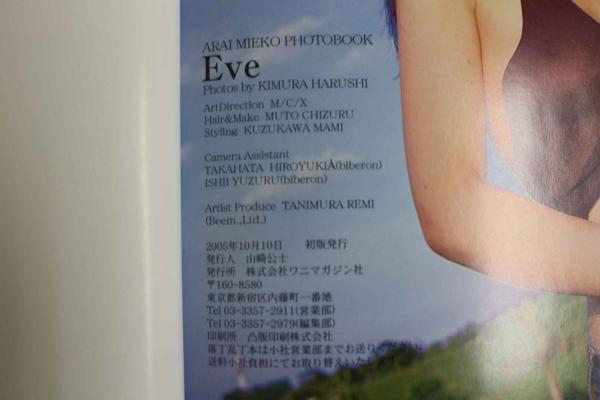 ARAI MIEKO PHOTOBOOK
Eve
Photos by KIMURA HARUSHI
ArtDirection M/C/X
Hair&Make MUTO CHIZURU
Styling KUZUKAWA MAMI
Camera Assistant
TAKAHATA HIROYUKIA(biberon)
ISHII YUZURU(biberon)
Artist Produce TANIMURA REMI
(Beem.,Ltd.)
2005年10月10日 初版発行
発行人 山崎公士
発行所 株式会社ワニマガジン社
〒160-8580
東京都新宿区内藤町一番地
Tel 03-3357-2911(営業部)
Tel 03-3357-2979(編集部)
印刷所 凸版印刷株式会社
落丁乱丁本は小社営業部までお送りください
送料小社負担にてお取り替えいたし